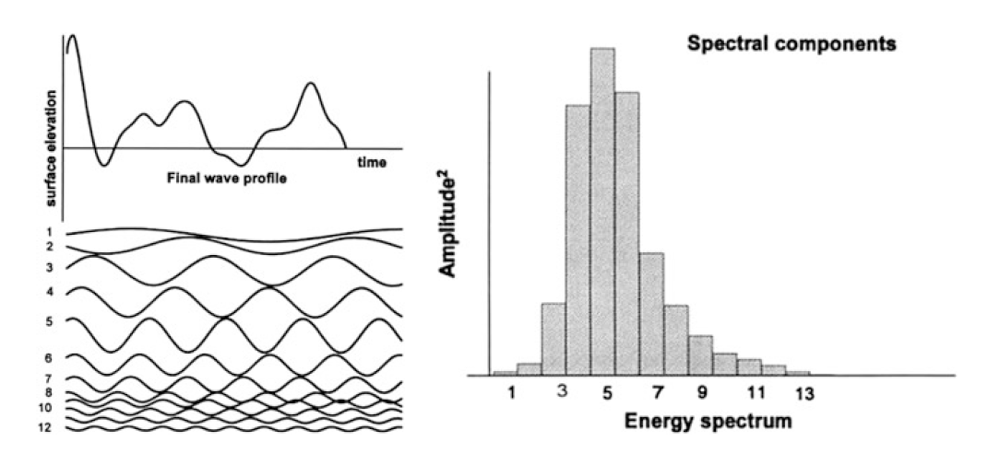 surface elevation
time
Final wave profile
1
2
3
4
5
6
7
8
10
12
Spectral components
Amplitude²
1 3 5 7 9 11 13
Energy spectrum